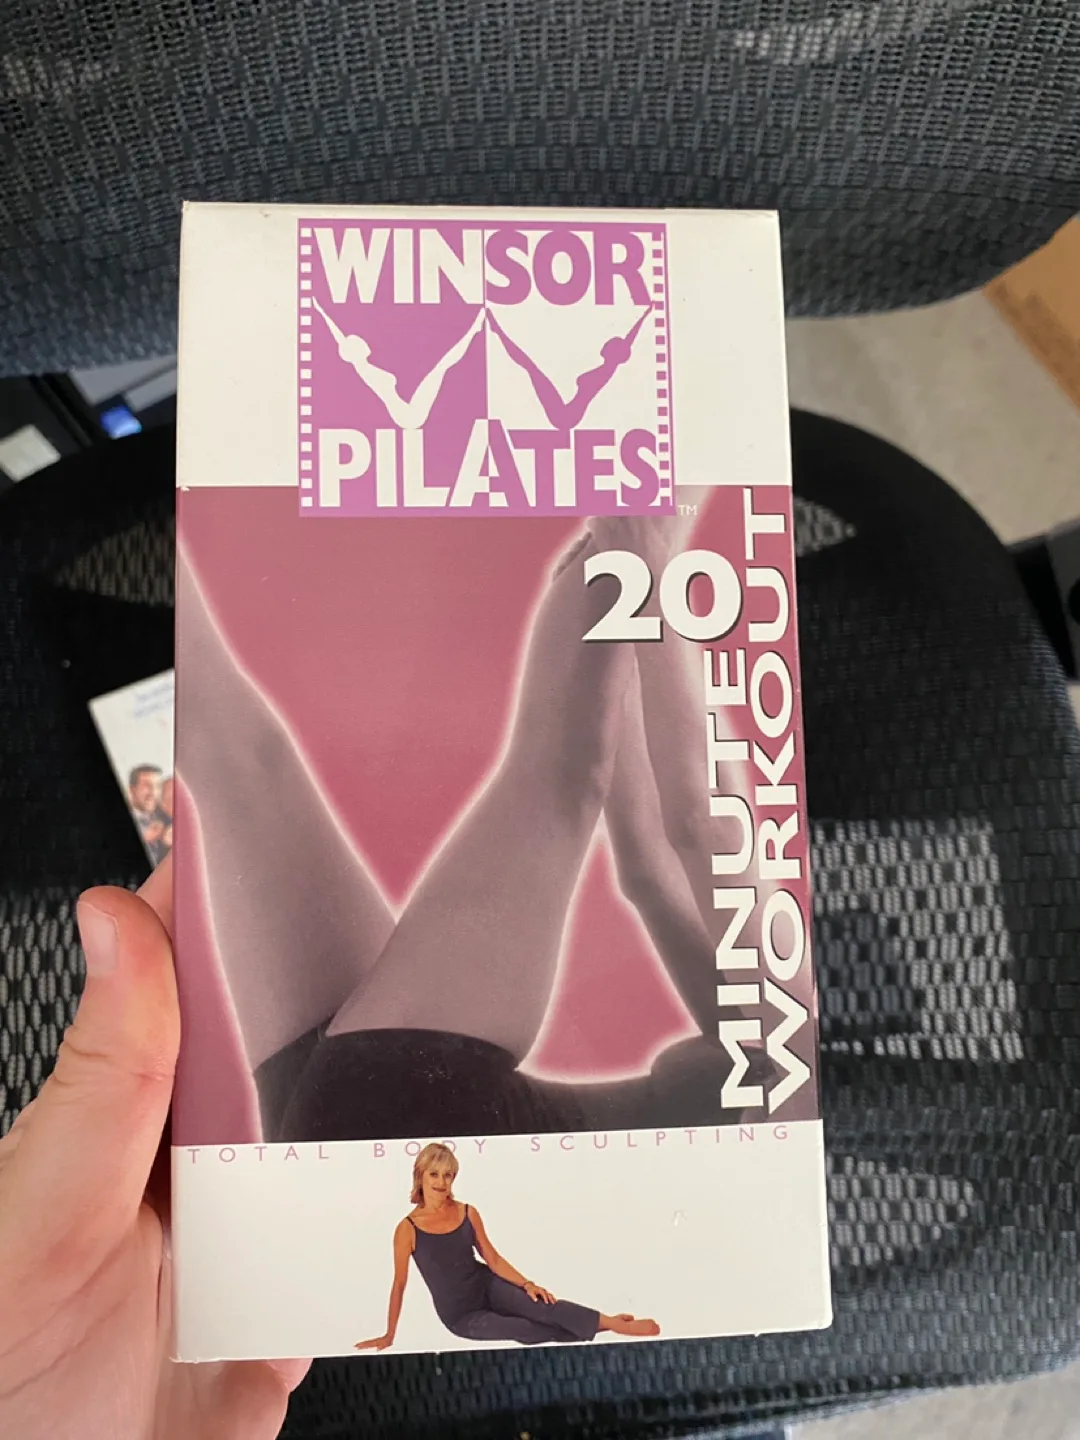 WINSOR
PILATES
TM
20
MINUTE
WORKOUT
TOTAL BODY SCULPTING